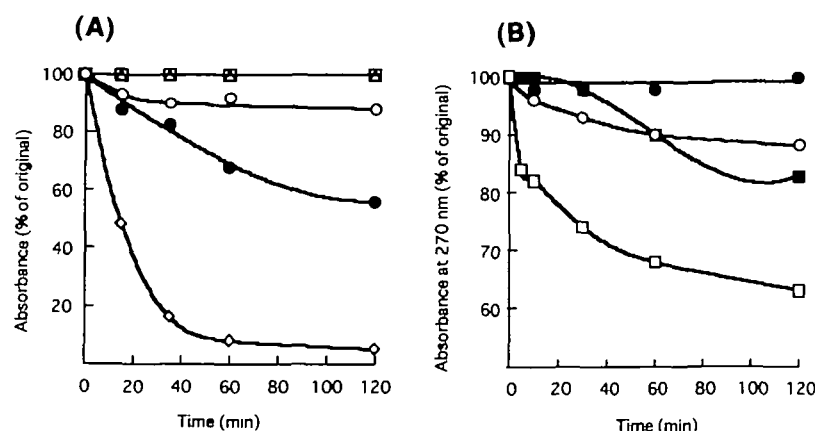 (A)
Absorbance (% of original)
100
80
60
40
20
0 20 40 60 80 100 120
Time (min)
(B)
Absorbance at 270 nm (% of original)
100
90
80
70
60
0 20 40 60 80 100 120
Time (min)